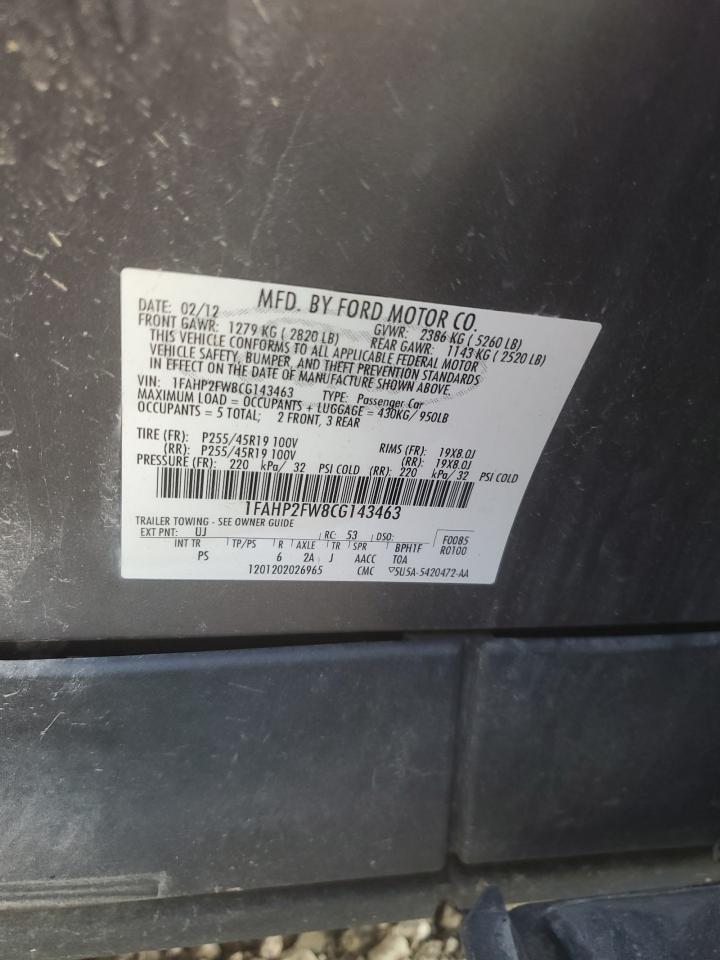 MFD. BY FORD MOTOR CO.
DATE: 02/12 GVWR: 2386 KG ( 5260 LB)
FRONT GAWR: 1279 KG ( 2820 LB) REAR GAWR: 1143 KG ( 2520 LB)
THIS VEHICLE CONFORMS TO ALL APPLICABLE FEDERAL MOTOR
VEHICLE SAFETY, BUMPER, AND THEFT PREVENTION STANDARDS
IN EFFECT ON THE DATE OF MANUFACTURE SHOWN ABOVE.
VIN: 1FAHP2FW8CG143463 TYPE: Passenger Car
MAXIMUM LOAD = OCCUPANTS + LUGGAGE = 430KG/ 950LB
OCCUPANTS = 5 TOTAL; 2 FRONT, 3 REAR
TIRE (FR): P255/45R19 100V RIMS (FR): 19X8.0J
(RR): P255/45R19 100V (RR): 19X8.0J
PRESSURE (FR): 220 kPa/ 32 PSI COLD (RR): 220 kPa/ 32 PSI COLD
1FAHP2FW8CG143463
TRAILER TOWING - SEE OWNER GUIDE
EXT PNT: UJ RC: 53 DSO: F0085
INT TR TP/PS R AXLE TR SPR BPH1F R0100
PS 6 2A J AACC TOA
1201202026965 CMC ▽5U5A-5420472-AA